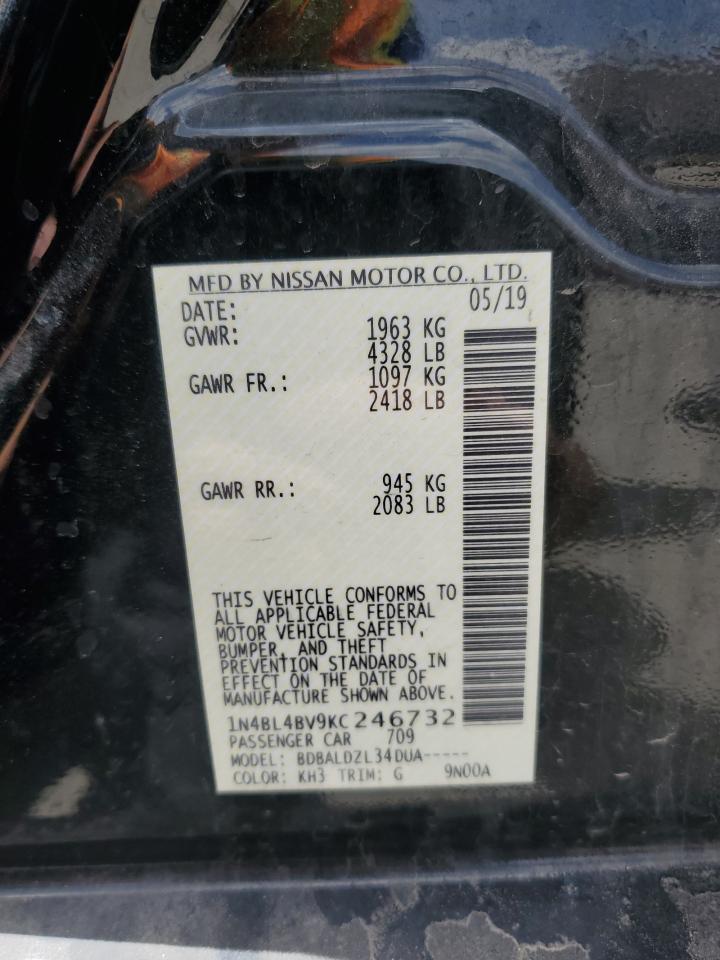 MFD BY NISSAN MOTOR CO., LTD.
DATE: 05/19
GVWR: 1963 KG
4328 LB
GAWR FR.: 1097 KG
2418 LB
GAWR RR.: 945 KG
2083 LB
THIS VEHICLE CONFORMS TO
ALL APPLICABLE FEDERAL
MOTOR VEHICLE SAFETY,
BUMPER, AND THEFT
PREVENTION STANDARDS IN
EFFECT ON THE DATE OF
MANUFACTURE SHOWN ABOVE.
1N4BL4BV9KC246732
PASSENGER CAR 709
MODEL: BDBALDZL34DUA-----
COLOR: KH3 TRIM: G 9N00A